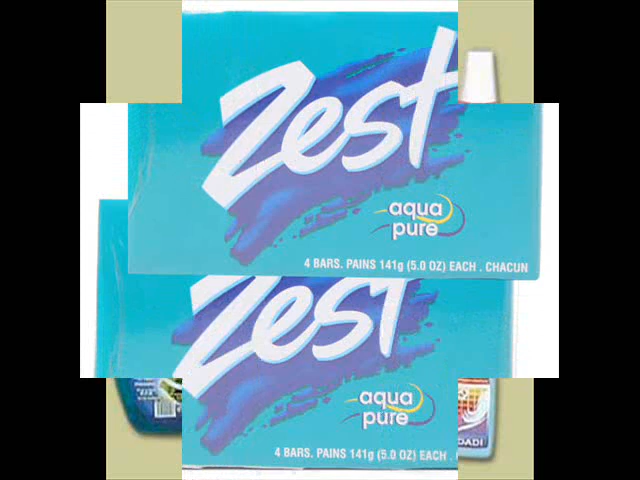 Zest
aqua
pure
4 BARS. PAINS 141g (5.0 OZ) EACH . CHACUN
Zest
aqua
pure
4 BARS. PAINS 141g (5.0 OZ) EACH .
DADI